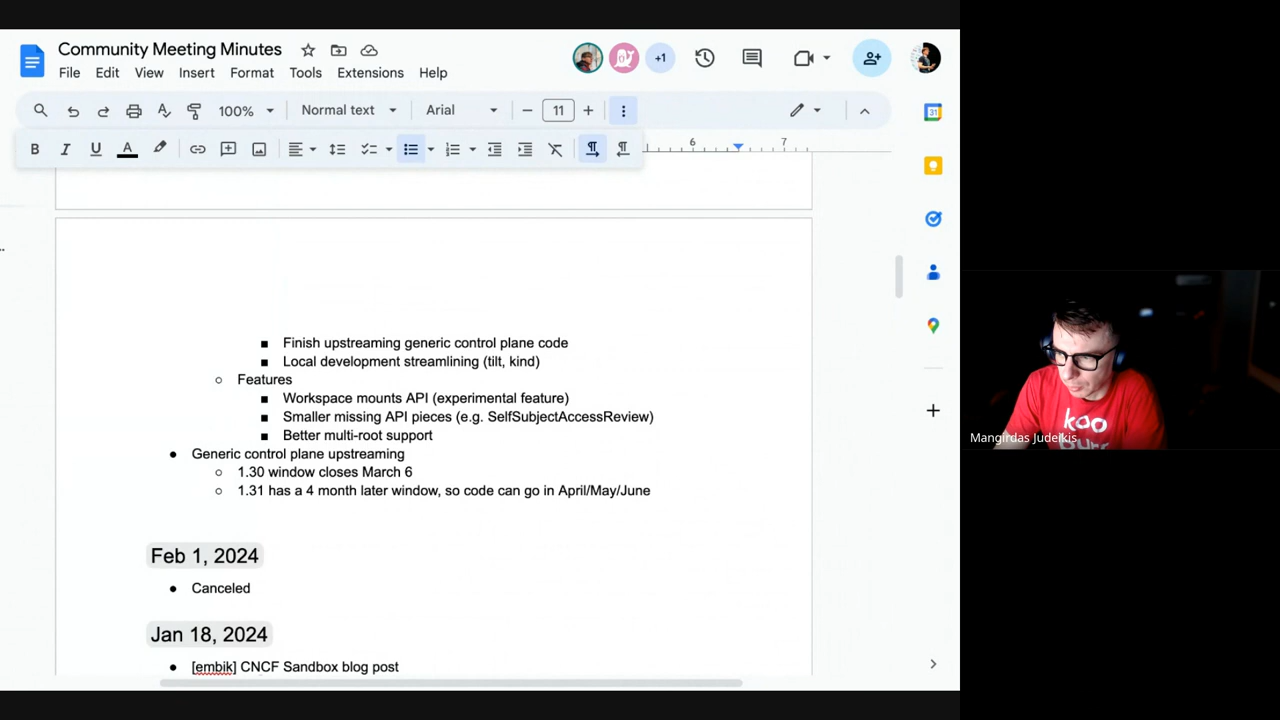 Community Meeting Minutes
File Edit View Insert Format Tools Extensions Help
+1
100% Normal text Arial 11
B I U A
6 7
31
Finish upstreaming generic control plane code
Local development streamlining (tilt, kind)
Features
Workspace mounts API (experimental feature)
Smaller missing API pieces (e.g. SelfSubjectAccessReview)
Better multi-root support
Generic control plane upstreaming
1.30 window closes March 6
1.31 has a 4 month later window, so code can go in April/May/June
Feb 1, 2024
Canceled
Jan 18, 2024
[embik] CNCF Sandbox blog post
koo
Mangirdas Judeikis